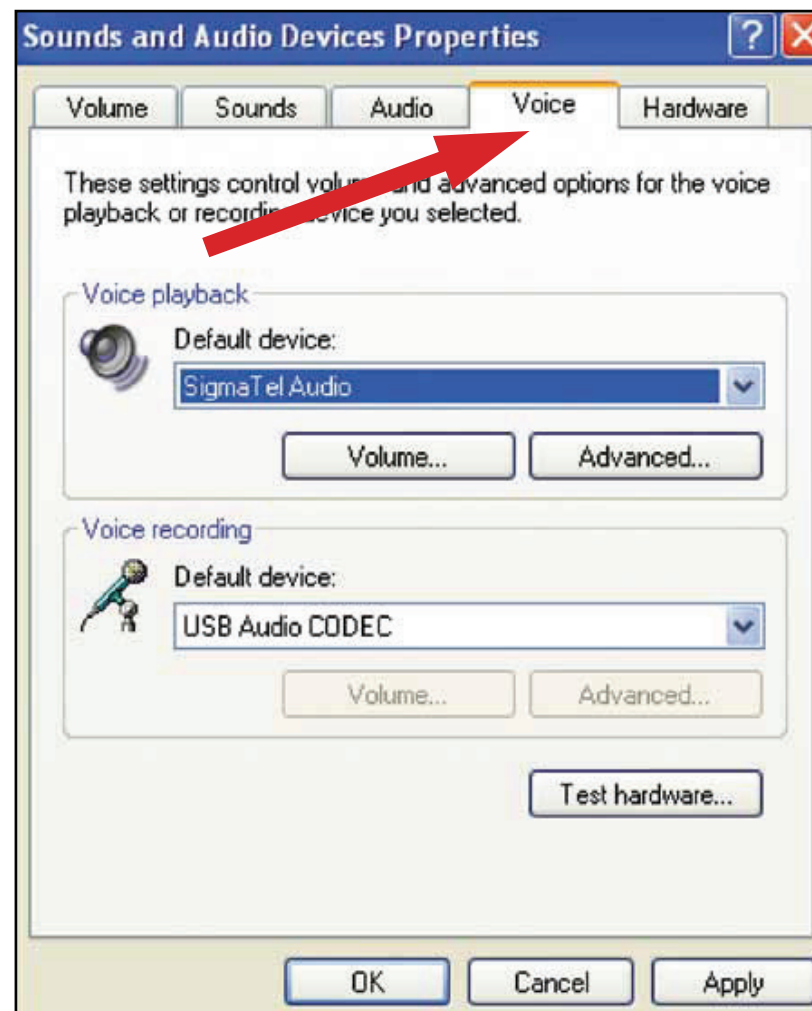 Sounds and Audio Devices Properties ?
Volume Sounds Audio Voice Hardware
These settings control volume and advanced options for the voice
playback or recording device you selected.
Voice playback
Default device:
SigmaTel Audio
Volume... Advanced...
Voice recording
Default device:
USB Audio CODEC
Volume... Advanced...
Test hardware...
OK Cancel Apply